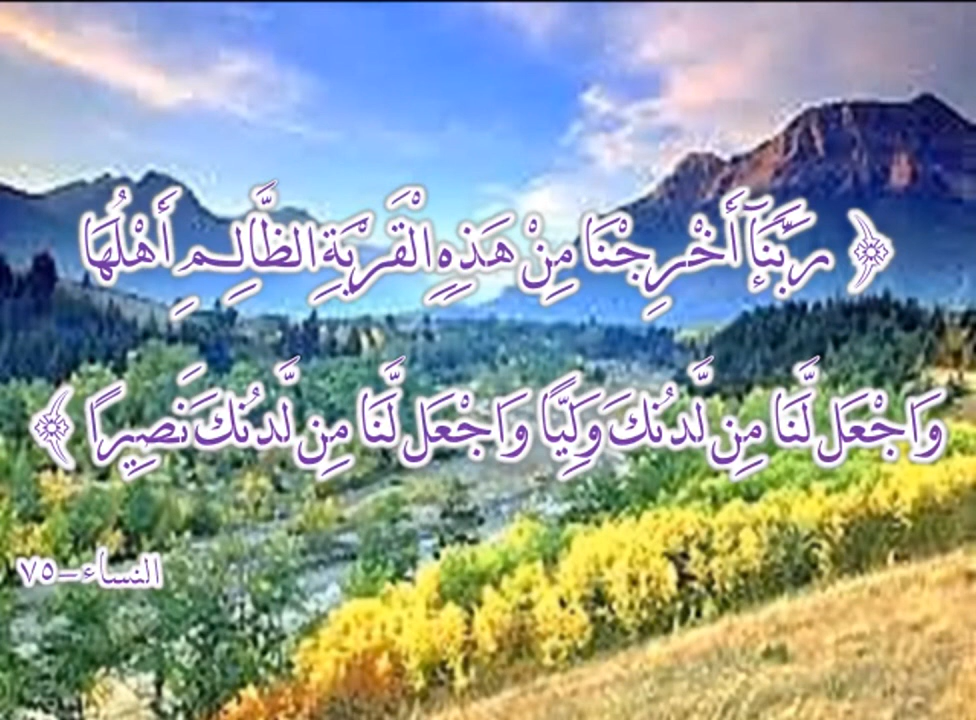 ﴿ رَبَّنَآ أَخْرِجْنَا مِنْ هَذِهِ الْقَرْيَةِ الظَّالِمِ أَهْلُهَا
وَاجْعَل لَّنَا مِن لَّدُنكَ وَلِيًّا وَاجْعَل لَّنَا مِن لَّدُنكَ نَصِيرًا ﴾
النساء-٧٥